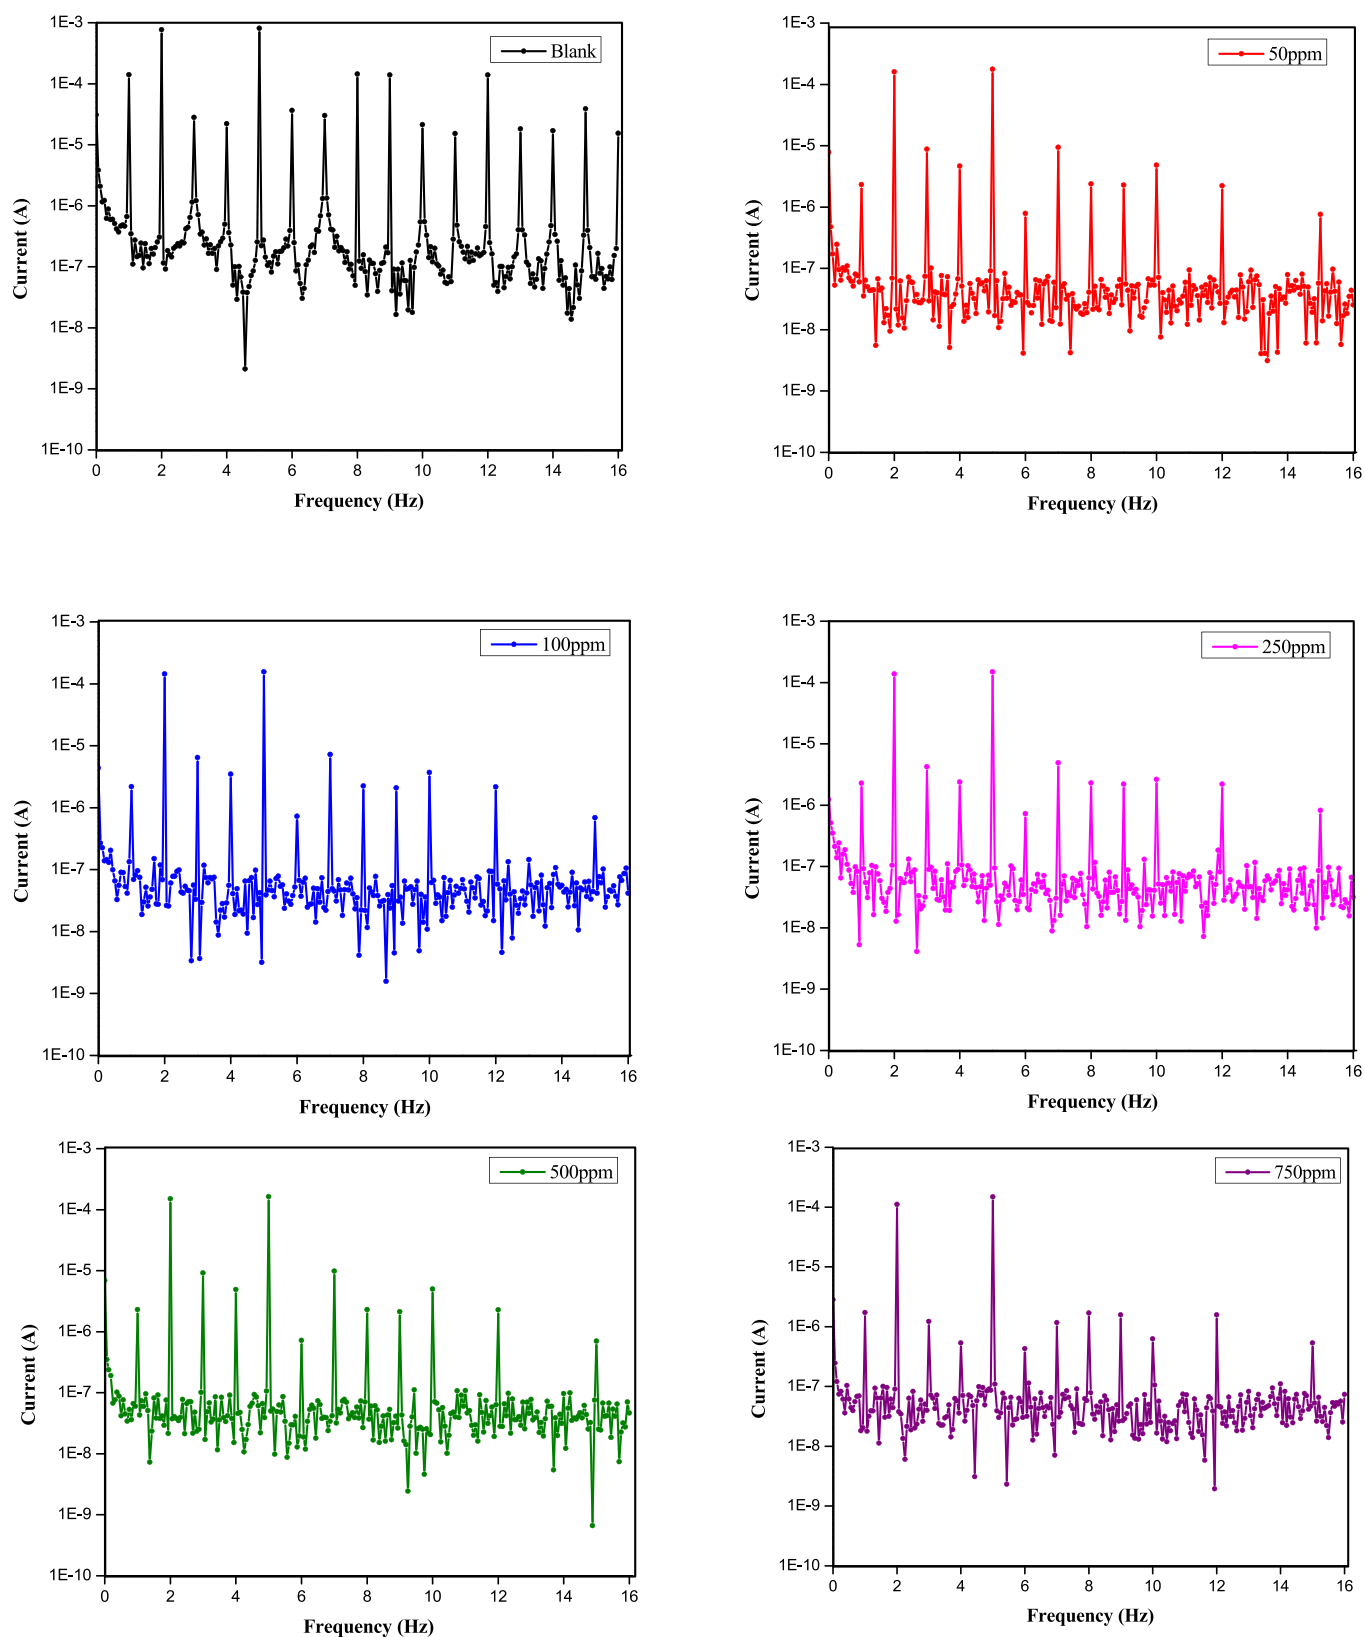 1E-3
1E-4
1E-5
1E-6
1E-7
1E-8
1E-9
1E-10
Current (A)
Blank
0 2 4 6 8 10 12 14 16
Frequency (Hz)
1E-3
1E-4
1E-5
1E-6
1E-7
1E-8
1E-9
1E-10
Current (A)
50ppm
0 2 4 6 8 10 12 14 16
Frequency (Hz)
1E-3
1E-4
1E-5
1E-6
1E-7
1E-8
1E-9
1E-10
Current (A)
100ppm
0 2 4 6 8 10 12 14 16
Frequency (Hz)
1E-3
1E-4
1E-5
1E-6
1E-7
1E-8
1E-9
1E-10
Current (A)
250ppm
0 2 4 6 8 10 12 14 16
Frequency (Hz)
1E-3
1E-4
1E-5
1E-6
1E-7
1E-8
1E-9
1E-10
Current (A)
500ppm
0 2 4 6 8 10 12 14 16
Frequency (Hz)
1E-3
1E-4
1E-5
1E-6
1E-7
1E-8
1E-9
1E-10
Current (A)
750ppm
0 2 4 6 8 10 12 14 16
Frequency (Hz)